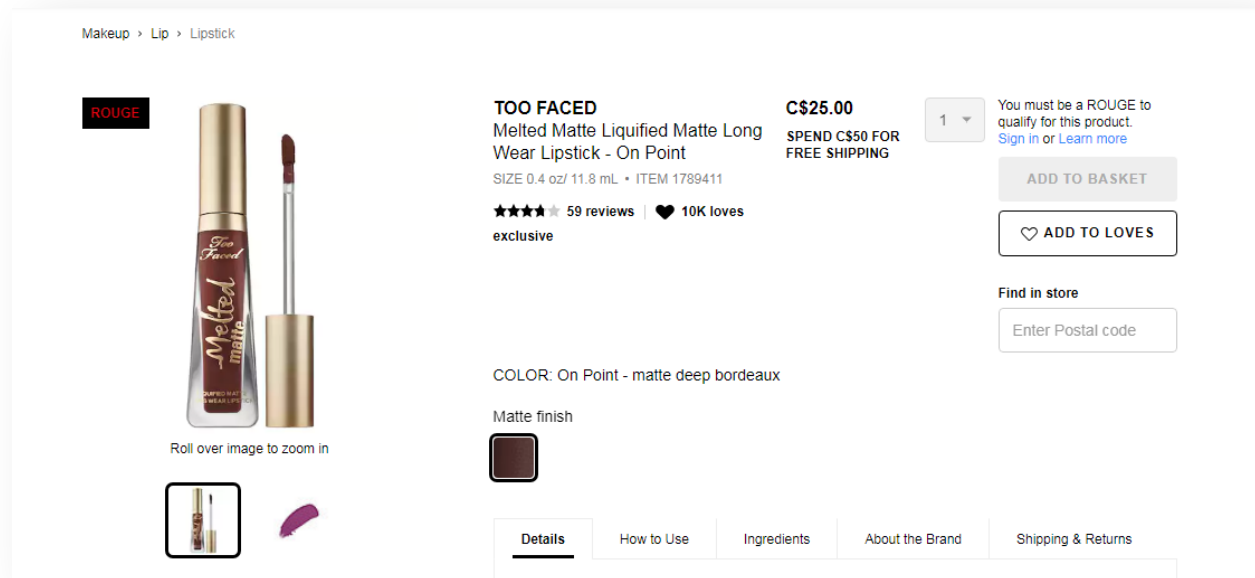 Makeup › Lip › Lipstick
ROUGE
TOO FACED
Melted Matte Liquified Matte Long
Wear Lipstick - On Point
SIZE 0.4 oz/ 11.8 mL • ITEM 1789411
59 reviews | 10K loves
exclusive
C$25.00
SPEND C$50 FOR
FREE SHIPPING
1
You must be a ROUGE to
qualify for this product.
Sign in or Learn more
ADD TO BASKET
ADD TO LOVES
Find in store
Enter Postal code
Too
Faced
Melted
matte
Roll over image to zoom in
COLOR: On Point - matte deep bordeaux
Matte finish
Details
How to Use
Ingredients
About the Brand
Shipping & Returns